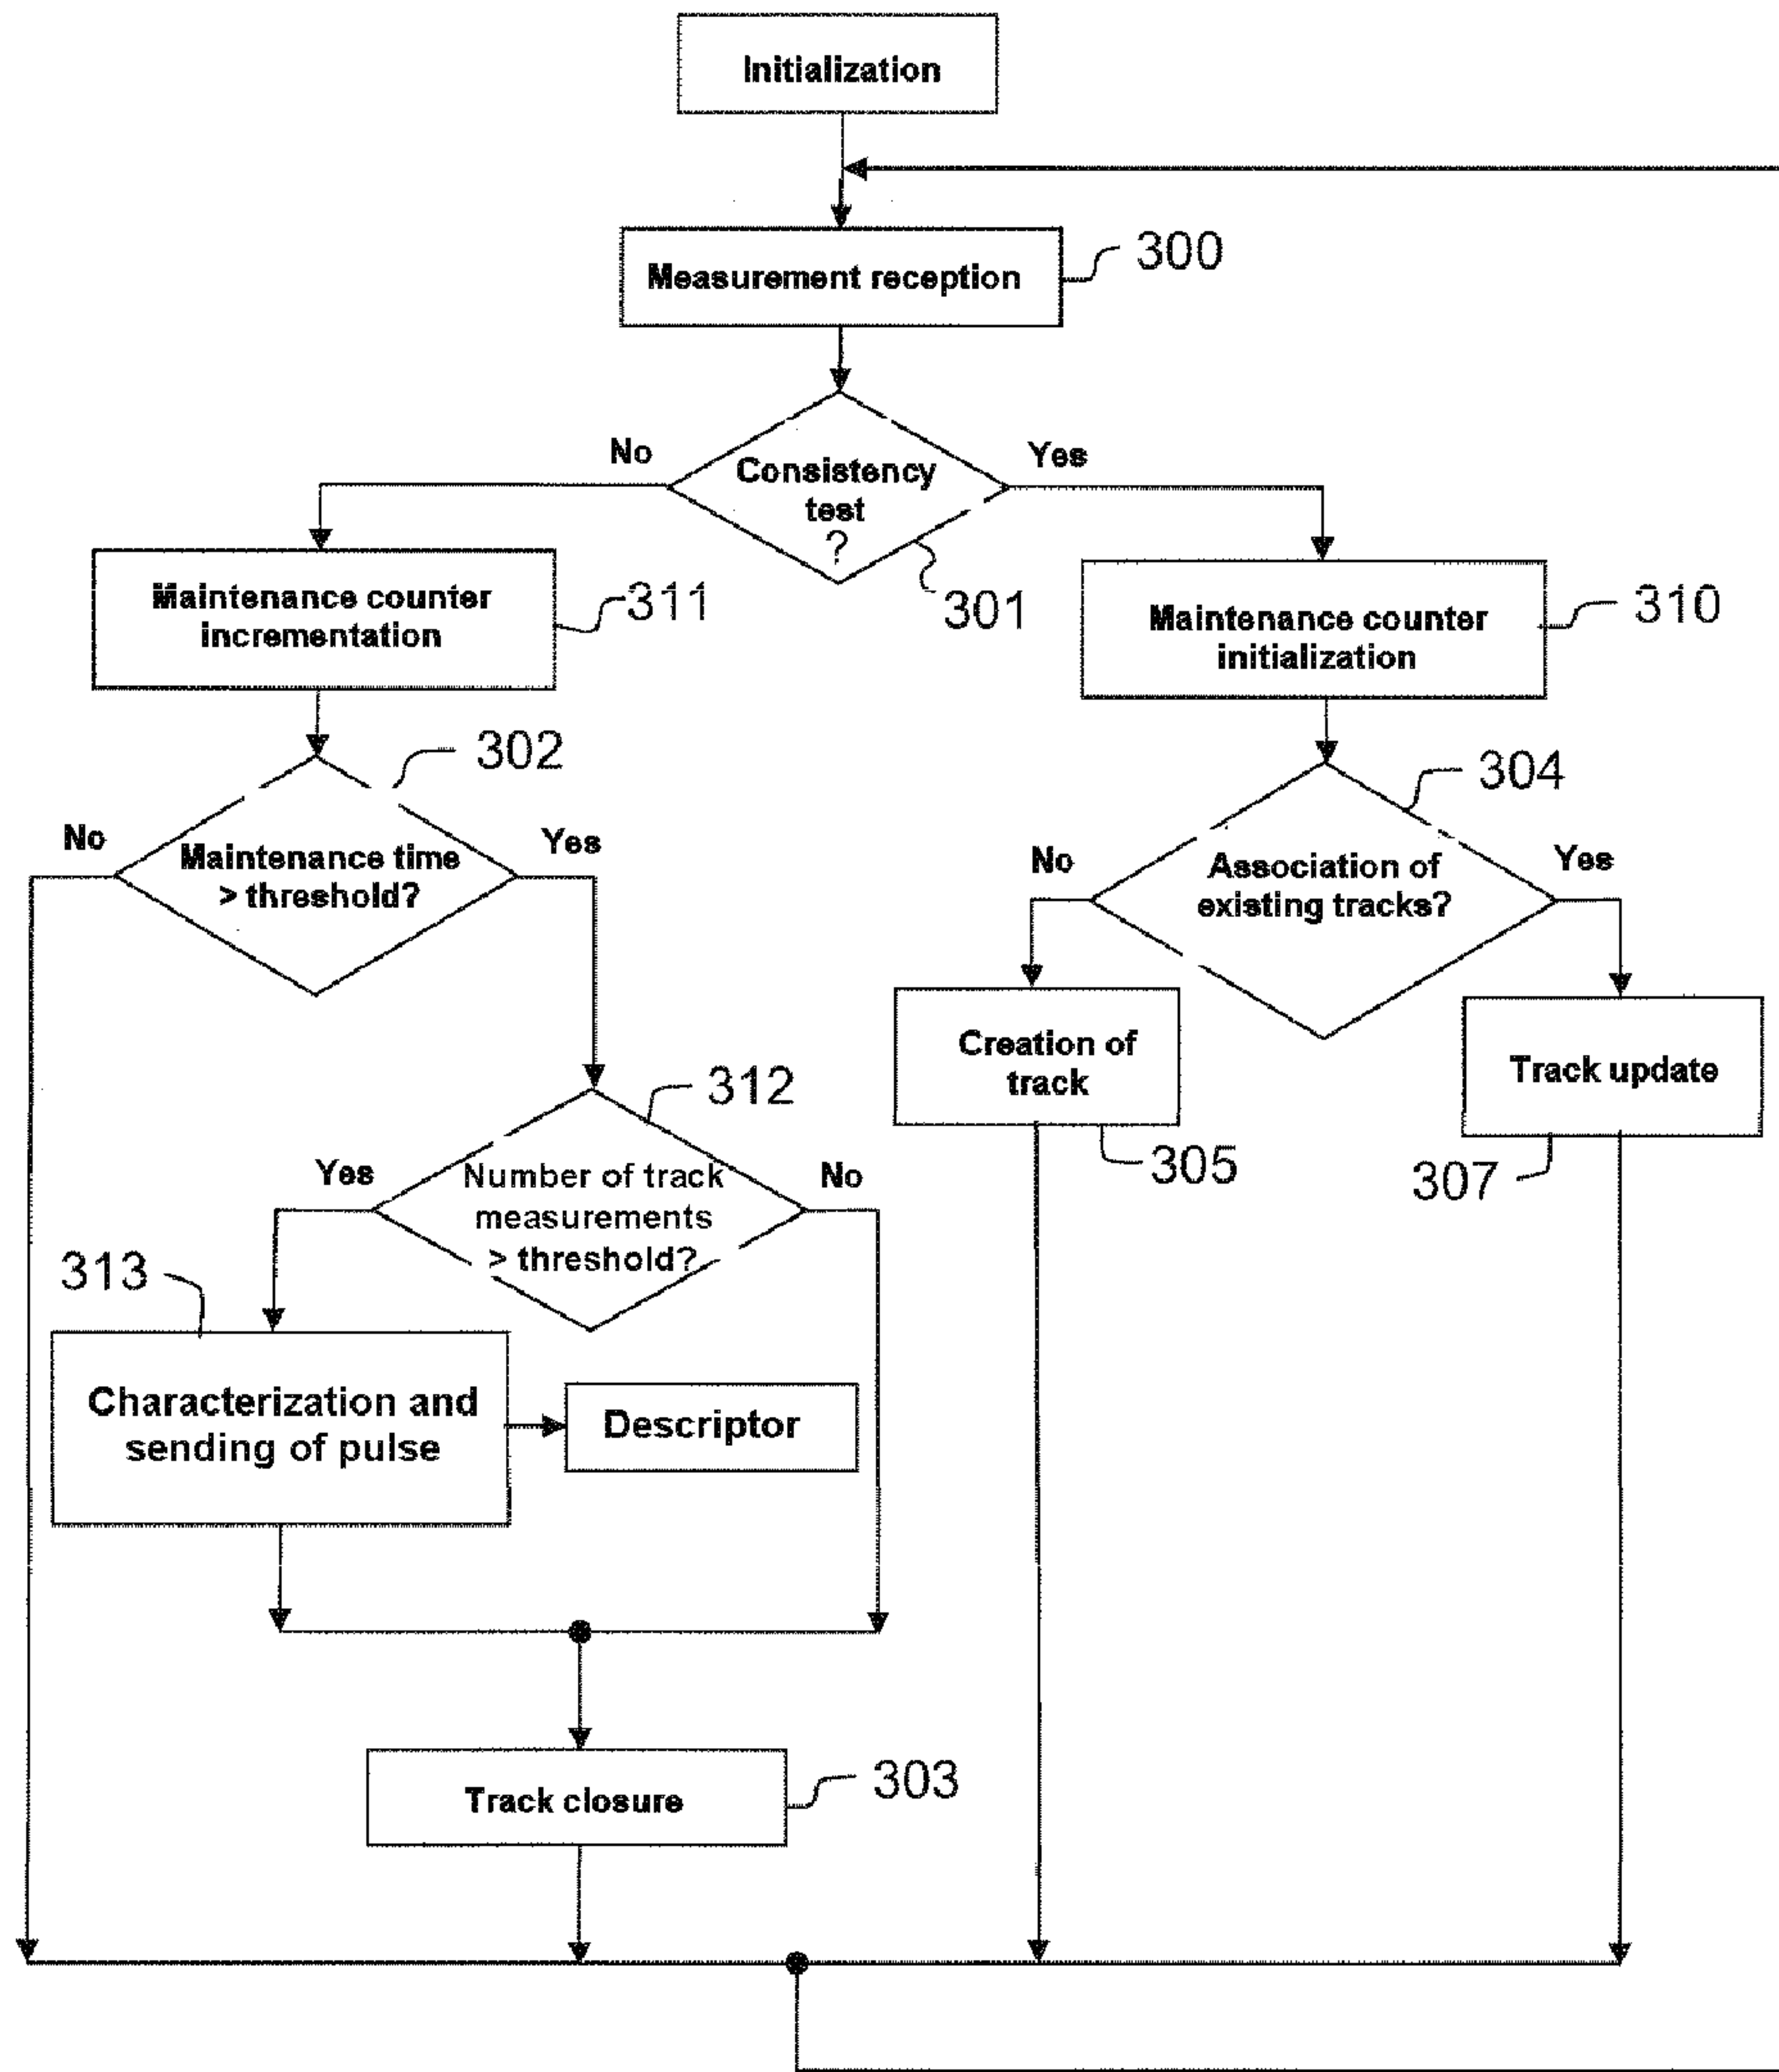 Initialization
Measurement reception
300
No
Yes
Consistency
test
?
301
Maintenance counter
incrementation
311
Maintenance counter
initialization
310
302
No
Yes
Maintenance time
> threshold?
304
No
Yes
Association of
existing tracks?
Creation of
track
305
Track update
307
312
Yes
No
Number of track
measurements
> threshold?
313
Characterization and
sending of pulse
Descriptor
Track closure
303